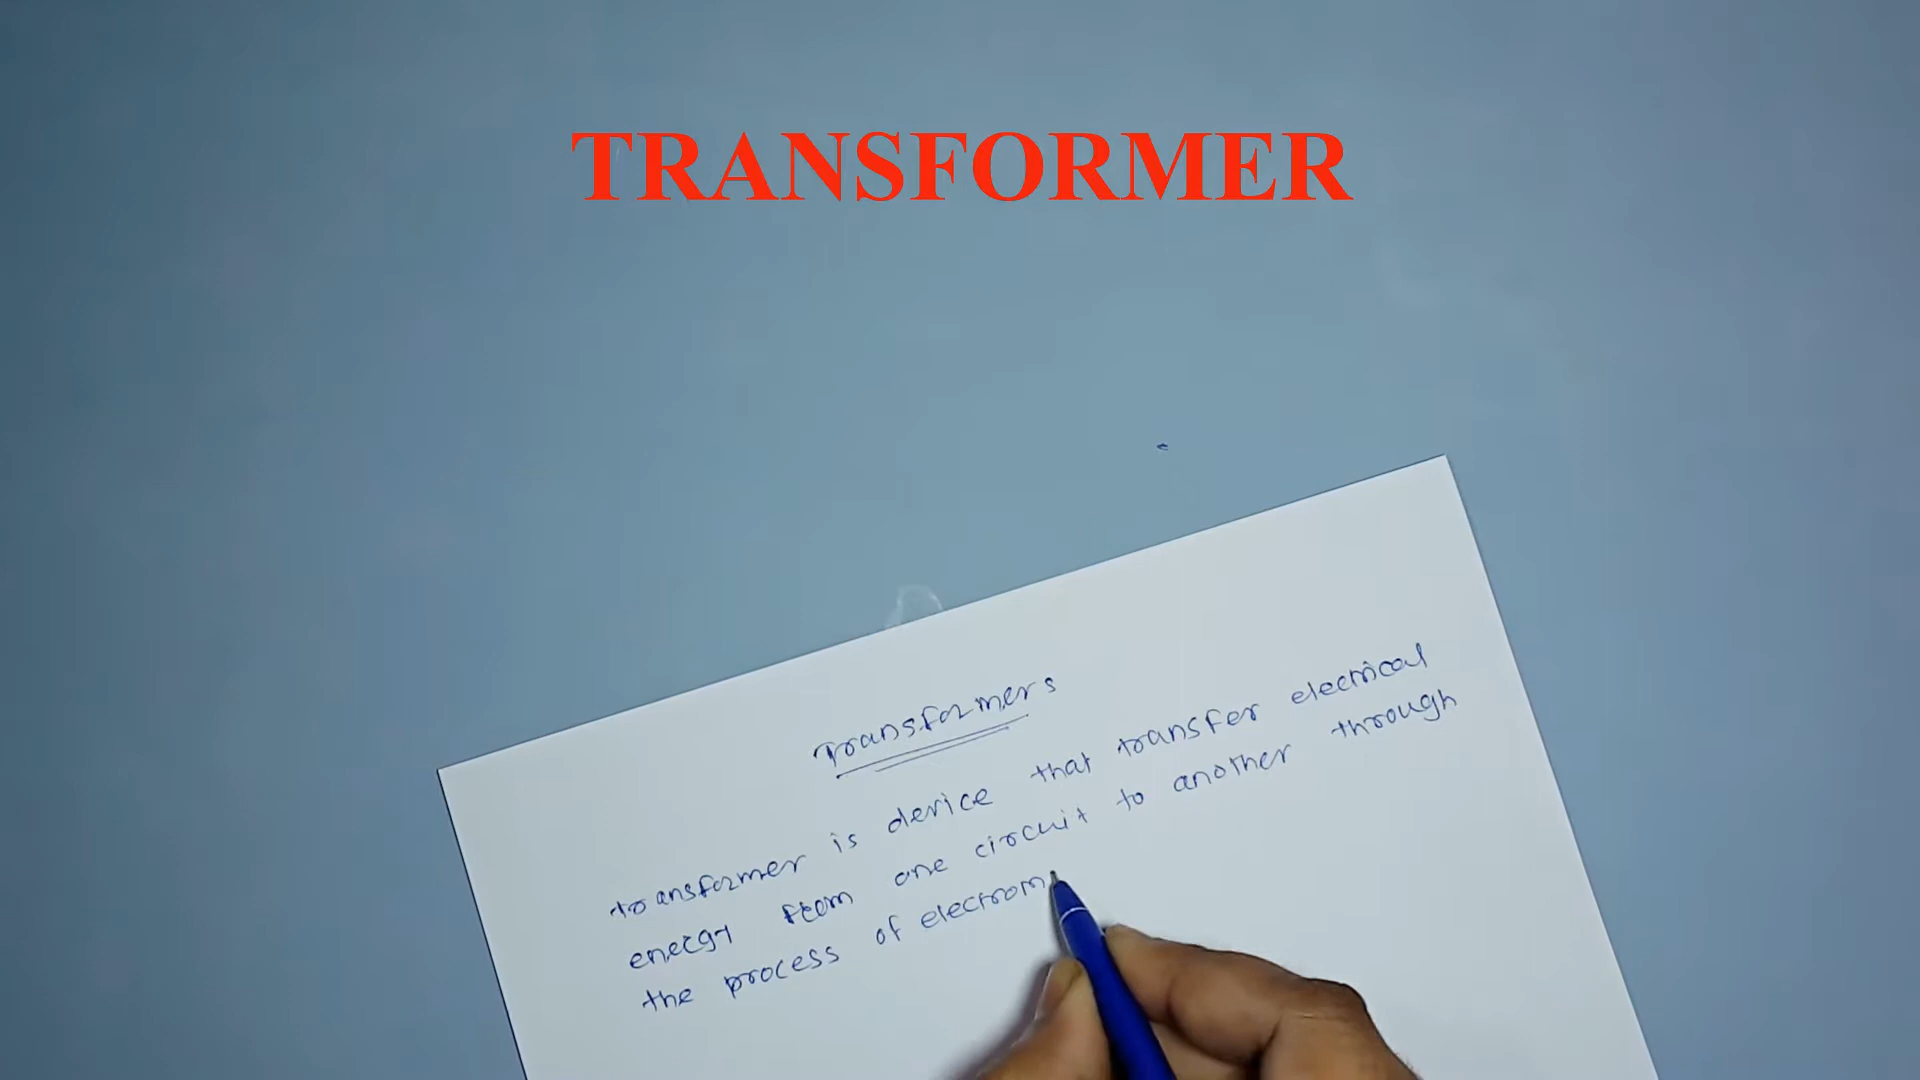 TRANSFORMER
Transformers
transformer is device that transfer electrical
energy from one circuit to another through
the process of electrom